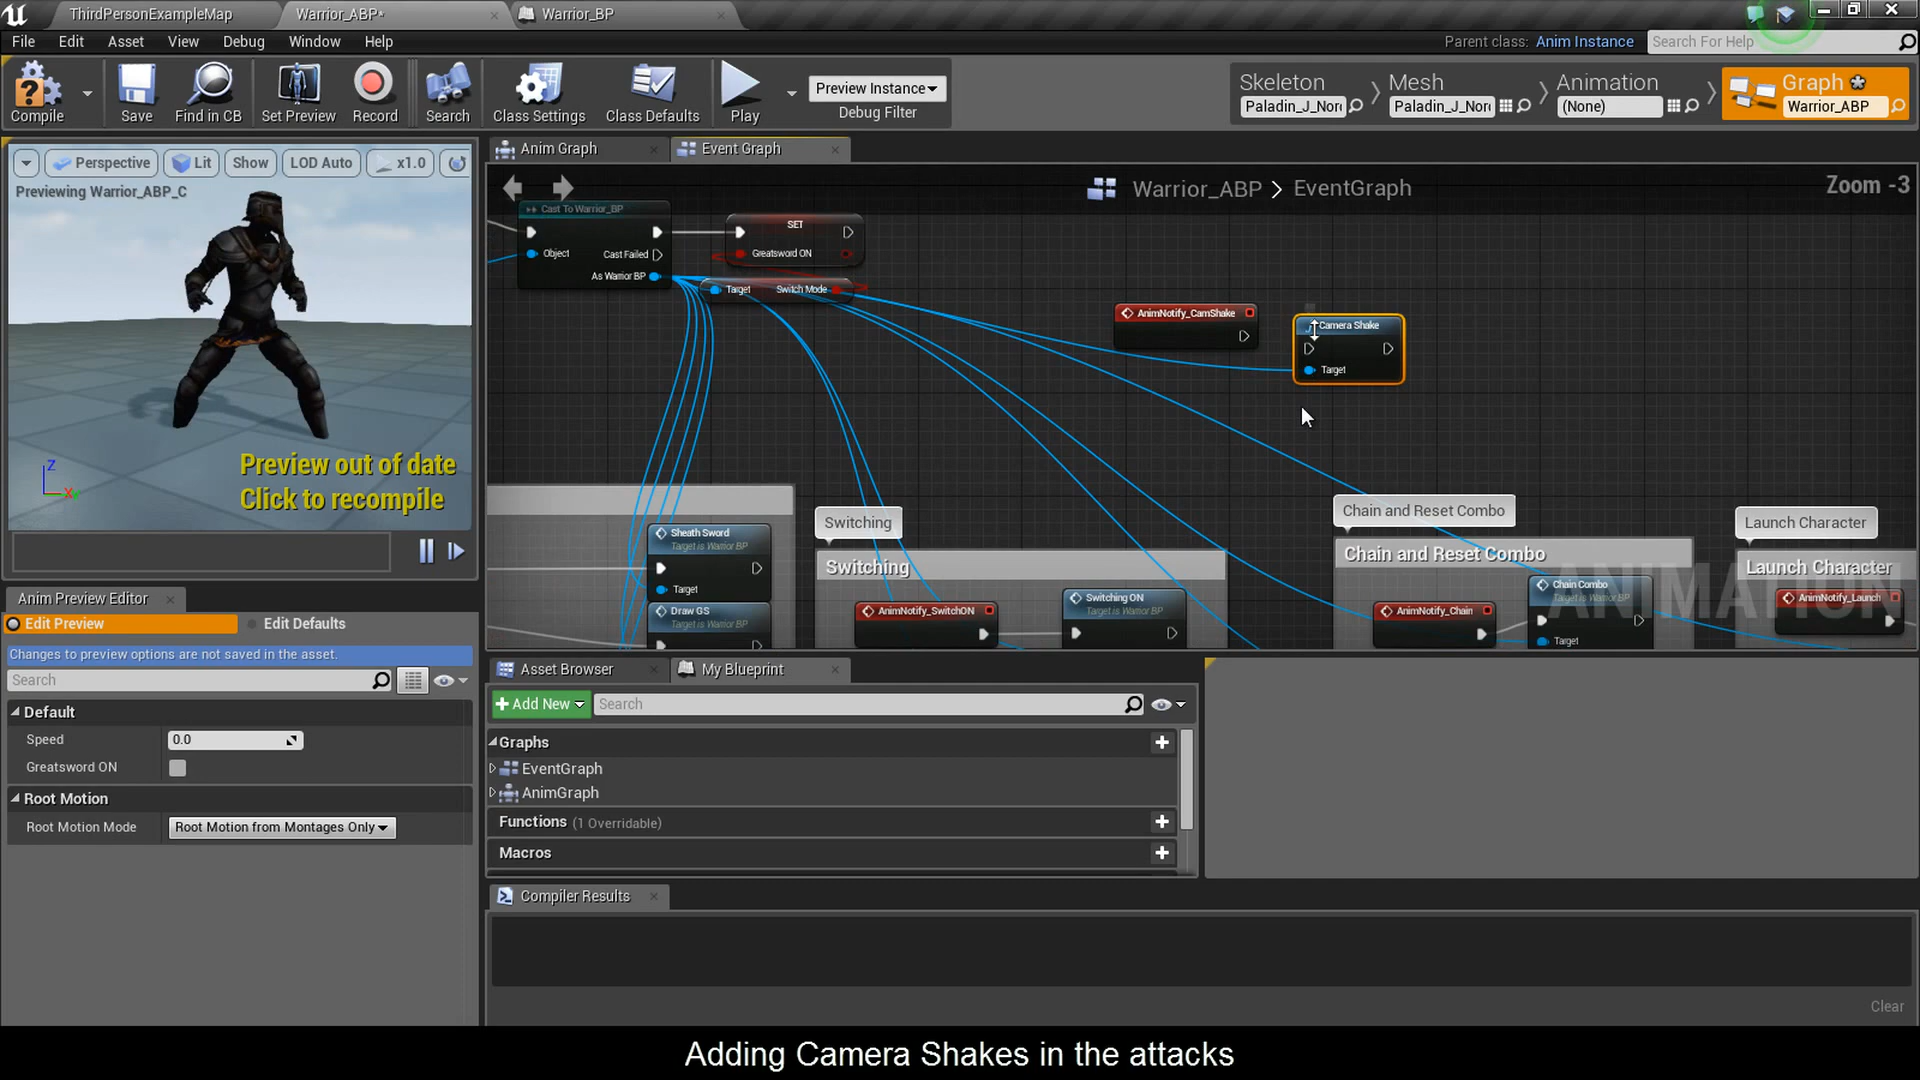 ThirdPersonExampleMap
Warrior_ABP*
Warrior_BP
File
Edit
Asset
View
Debug
Window
Help
Parent class: Anim Instance
Search For Help
Compile
Save
Find in CB
Set Preview
Record
Search
Class Settings
Class Defaults
Play
Preview Instance
Debug Filter
Skeleton
Paladin_J_Nor
Mesh
Paladin_J_Nor
Animation
(None)
Graph
Warrior_ABP
Perspective
Lit
Show
LOD Auto
x1.0
Previewing Warrior_ABP_C
Preview out of date
Click to recompile
Z
X
Anim Graph
Event Graph
Warrior_ABP > EventGraph
Zoom -3
Cast To Warrior_BP
Object
Cast Failed
As Warrior BP
SET
Greatsword ON
Target
Switch Mode
AnimNotify_CamShake
Camera Shake
Target
Sheath Sword
Target is Warrior BP
Target
Draw GS
Target is Warrior BP
Switching
Switching
AnimNotify_SwitchON
Switching ON
Target is Warrior BP
Chain and Reset Combo
Chain and Reset Combo
AnimNotify_Chain
Chain Combo
Target is Warrior BP
Target
Launch Character
Launch Character
AnimNotify_Launch
ANIMATION
Anim Preview Editor
Edit Preview
Edit Defaults
Changes to preview options are not saved in the asset.
Search
Default
Speed
0.0
Greatsword ON
Root Motion
Root Motion Mode
Root Motion from Montages Only
Asset Browser
My Blueprint
Add New
Search
Graphs
EventGraph
AnimGraph
Functions (1 Overridable)
Macros
Compiler Results
Clear
Adding Camera Shakes in the attacks